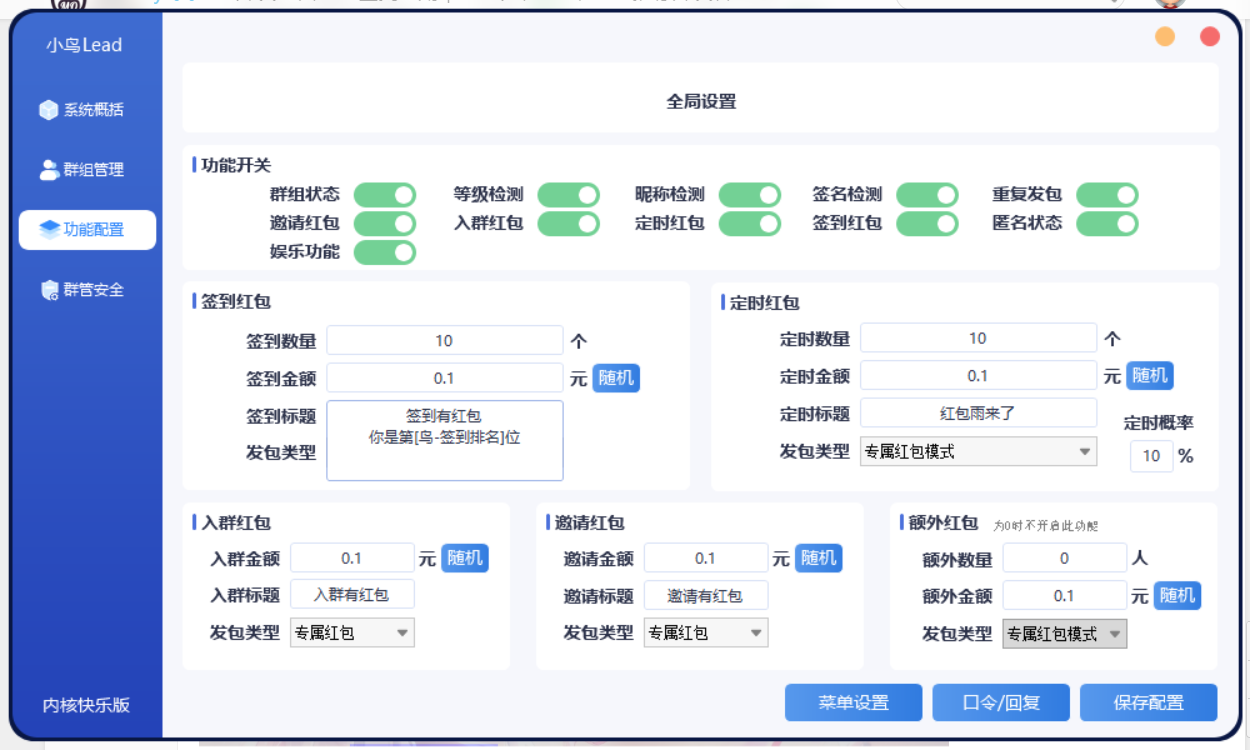 小鸟Lead
系统概括
群组管理
功能配置
群管安全
内核快乐版
全局设置
功能开关
群组状态 等级检测 昵称检测 签名检测 重复发包
邀请红包 入群红包 定时红包 签到红包 匿名状态
娱乐功能
签到红包
签到数量 10 个
签到金额 0.1 元 随机
签到标题 签到有红包
你是第[鸟-签到排名]位
发包类型
定时红包
定时数量 10 个
定时金额 0.1 元 随机
定时标题 红包雨来了
定时概率
发包类型 专属红包模式 10 %
入群红包
入群金额 0.1 元 随机
入群标题 入群有红包
发包类型 专属红包
邀请红包
邀请金额 0.1 元 随机
邀请标题 邀请有红包
发包类型 专属红包
额外红包 为0时不开启此功能
额外数量 0 人
额外金额 0.1 元 随机
发包类型 专属红包模式
菜单设置 口令/回复 保存配置